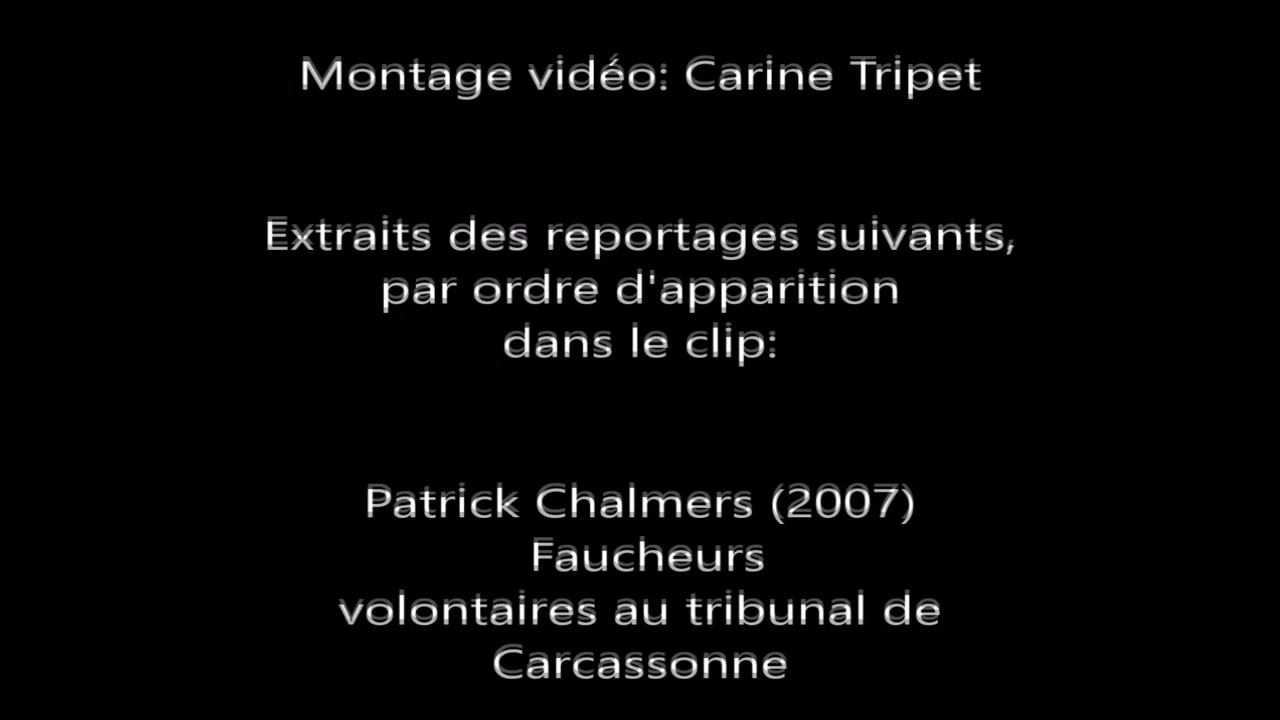 Montage vidéo: Carine Tripet
Extraits des reportages suivants,
par ordre d'apparition
dans le clip:
Patrick Chalmers (2007)
Faucheurs
volontaires au tribunal de
Carcassonne